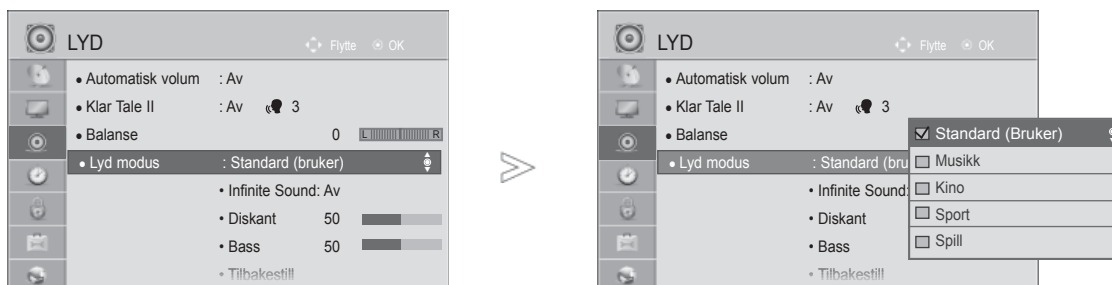 LYD
Flytte OK
• Automatisk volum : Av
• Klar Tale II : Av 3
• Balanse 0 L R
• Lyd modus : Standard (bruker)
• Infinite Sound: Av
• Diskant 50
• Bass 50
• Tilbakestill
LYD
Flytte OK
• Automatisk volum : Av
• Klar Tale II : Av 3
• Balanse
• Lyd modus : Standard (bru
• Infinite Sound:
• Diskant
• Bass
• Tilbakestill
Standard (Bruker)
Musikk
Kino
Sport
Spill